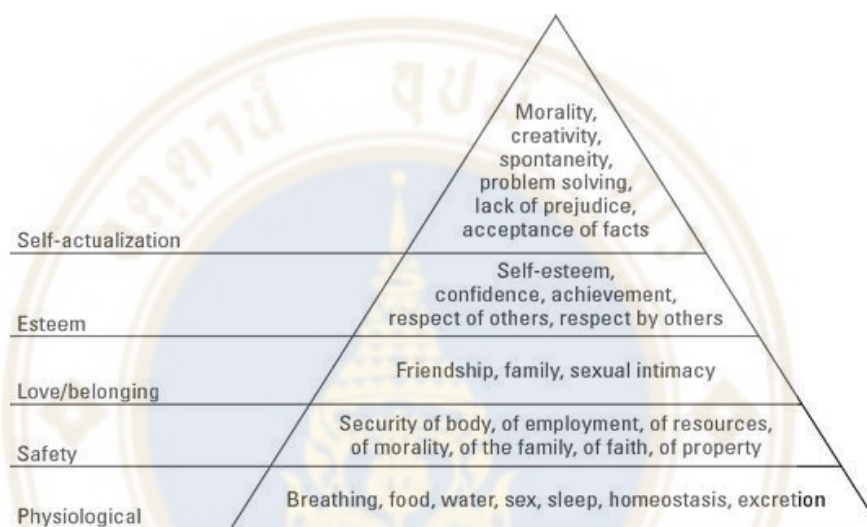 Morality,
creativity,
spontaneity,
problem solving,
lack of prejudice,
acceptance of facts
Self-actualization
Self-esteem,
confidence, achievement,
respect of others, respect by others
Esteem
Friendship, family, sexual intimacy
Love/belonging
Security of body, of employment, of resources,
of morality, of the family, of faith, of property
Safety
Breathing, food, water, sex, sleep, homeostasis, excretion
Physiological